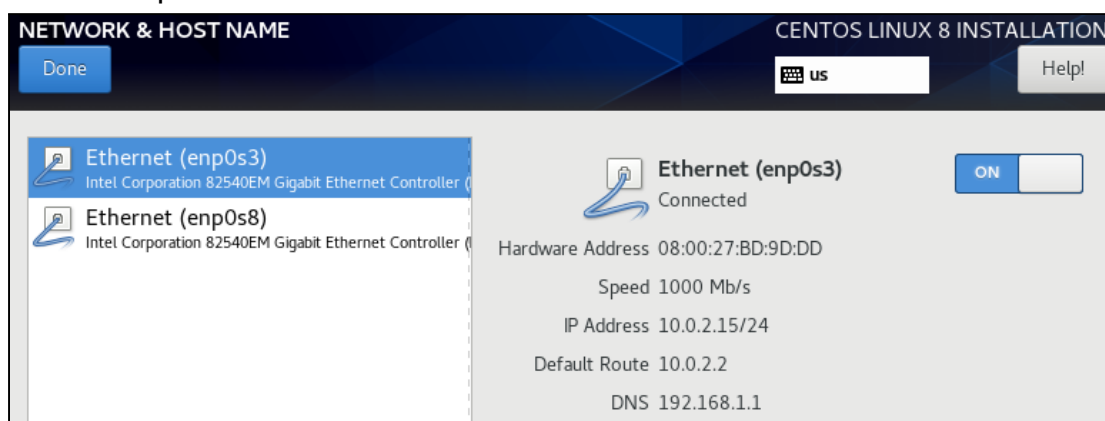 NETWORK & HOST NAME
CENTOS LINUX 8 INSTALLATION
Done
us
Help!
Ethernet (enp0s3)
Intel Corporation 82540EM Gigabit Ethernet Controller (
Ethernet (enp0s8)
Intel Corporation 82540EM Gigabit Ethernet Controller (
Ethernet (enp0s3)
Connected
ON
Hardware Address 08:00:27:BD:9D:DD
Speed 1000 Mb/s
IP Address 10.0.2.15/24
Default Route 10.0.2.2
DNS 192.168.1.1